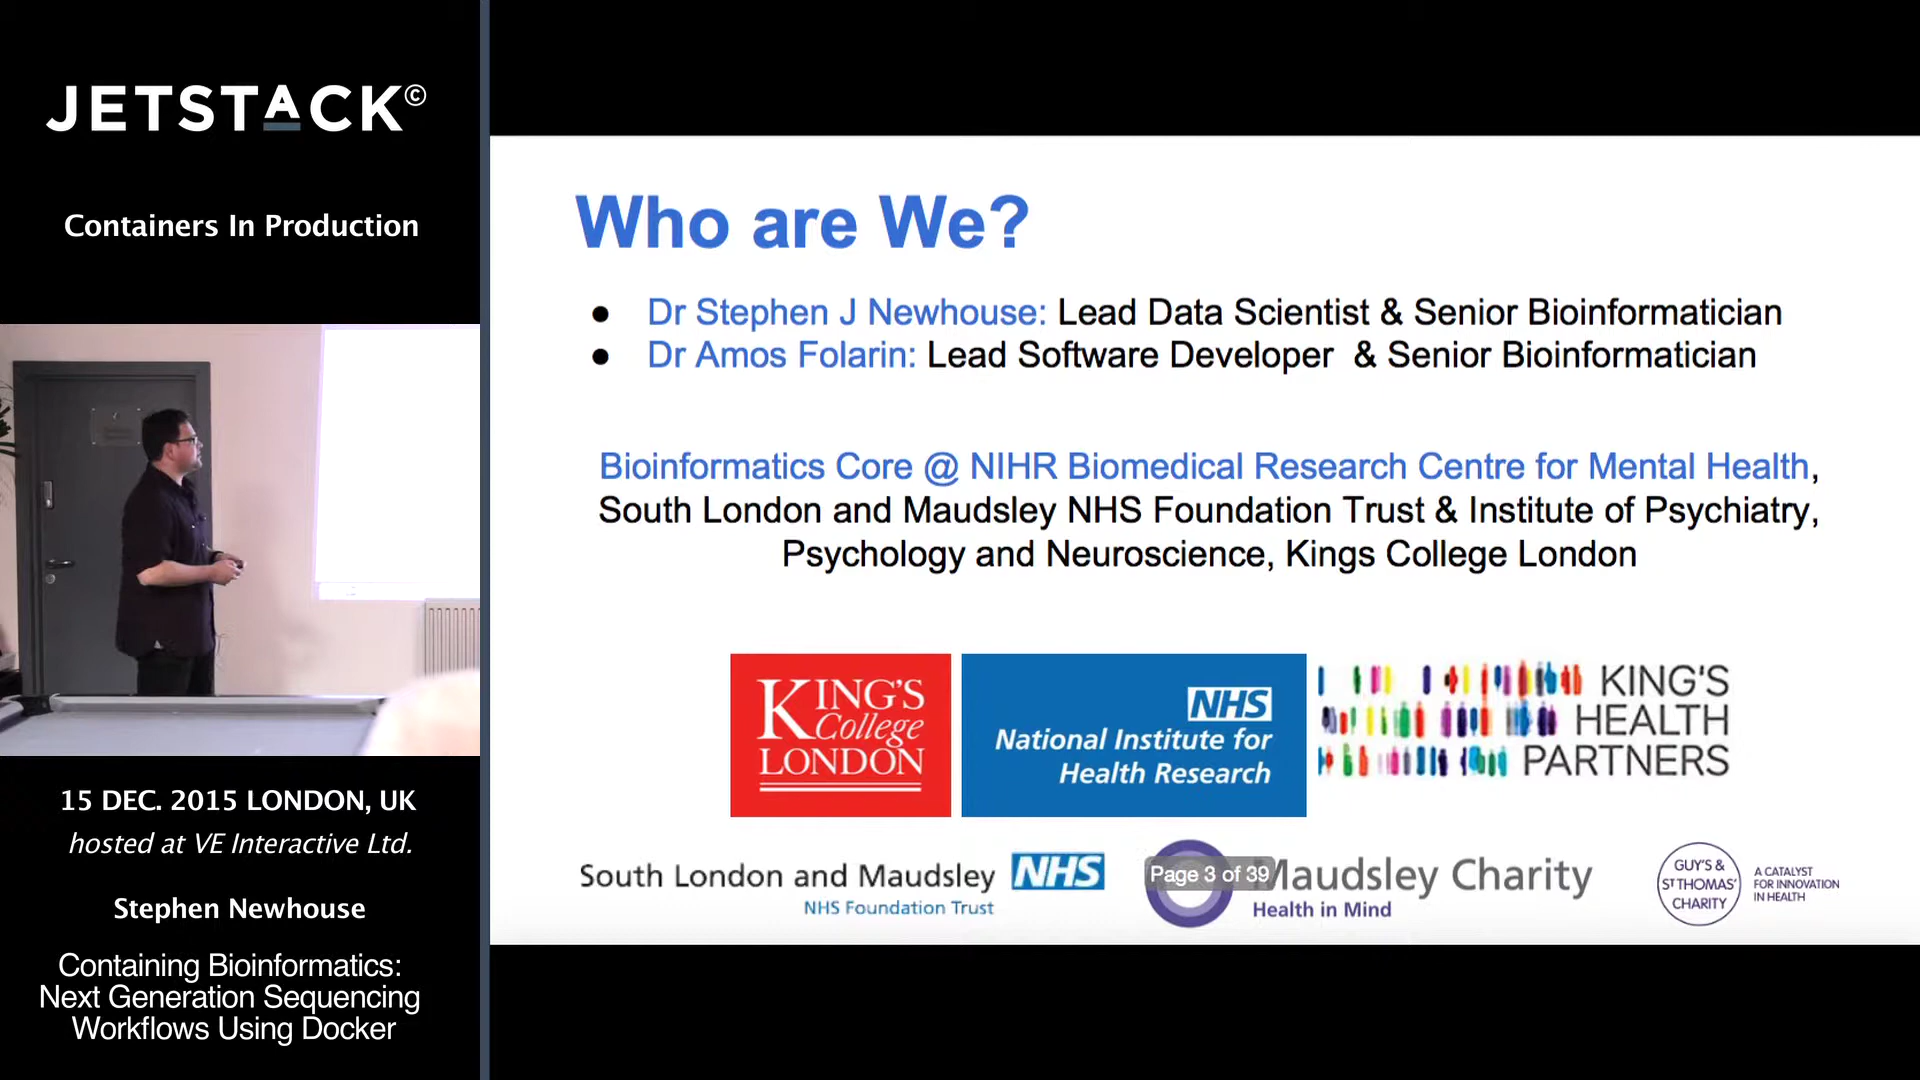 JETSTACK©
Containers In Production
15 DEC. 2015 LONDON, UK
hosted at VE Interactive Ltd.
Stephen Newhouse
Containing Bioinformatics:
Next Generation Sequencing
Workflows Using Docker
Who are We?
● Dr Stephen J Newhouse: Lead Data Scientist & Senior Bioinformatician
● Dr Amos Folarin: Lead Software Developer & Senior Bioinformatician
Bioinformatics Core @ NIHR Biomedical Research Centre for Mental Health,
South London and Maudsley NHS Foundation Trust & Institute of Psychiatry,
Psychology and Neuroscience, Kings College London
KING'S
College
LONDON
NHS
National Institute for
Health Research
KING'S
HEALTH
PARTNERS
South London and Maudsley NHS
NHS Foundation Trust
Page 3 of 39
Maudsley Charity
Health in Mind
GUY'S &
ST THOMAS'
CHARITY
A CATALYST
FOR INNOVATION
IN HEALTH